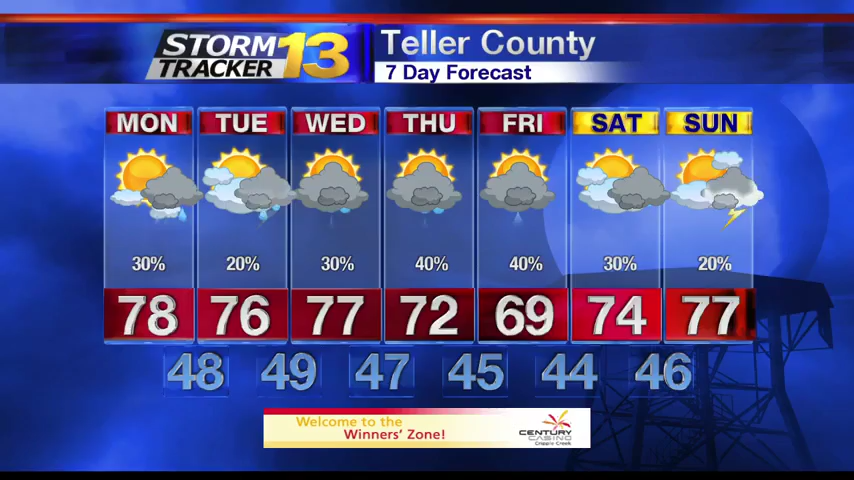 STORM
TRACKER 13
Teller County
7 Day Forecast
MON TUE WED THU FRI SAT SUN
30% 20% 30% 40% 40% 30% 20%
78 76 77 72 69 74 77
48 49 47 45 44 46
Welcome to the
Winners' Zone!
CENTURY
CASINO
Cripple Creek